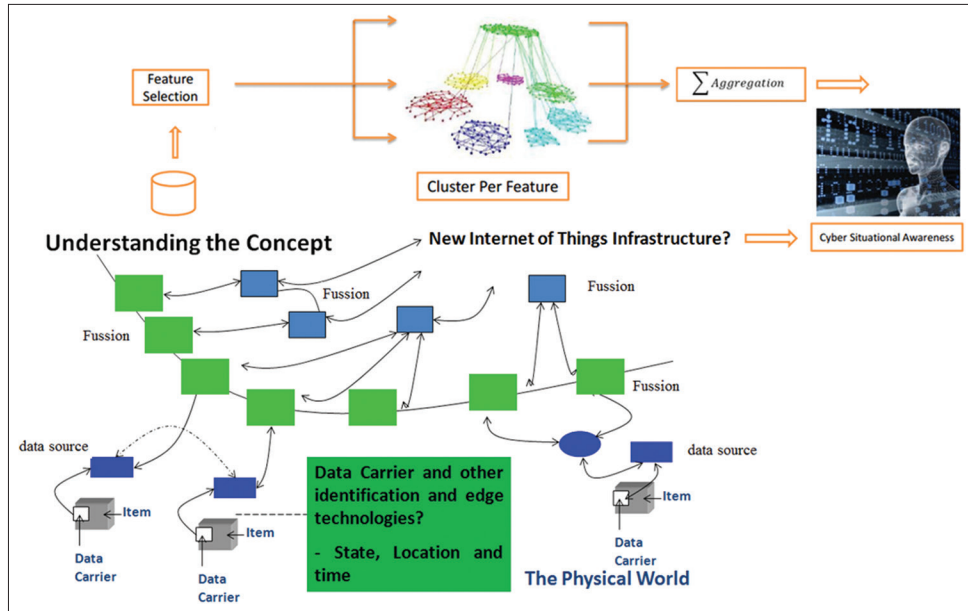 Feature
Selection
∑ Aggregation
Cluster Per Feature
Understanding the Concept
New Internet of Things Infrastructure?
Cyber Situational Awareness
Fussion
Fussion
Fussion
Fussion
data source
data source
Data Carrier and other
identification and edge
technologies?
- State, Location and
time
Item
Item
Item
Data
Carrier
Data
Carrier
Data
Carrier
The Physical World